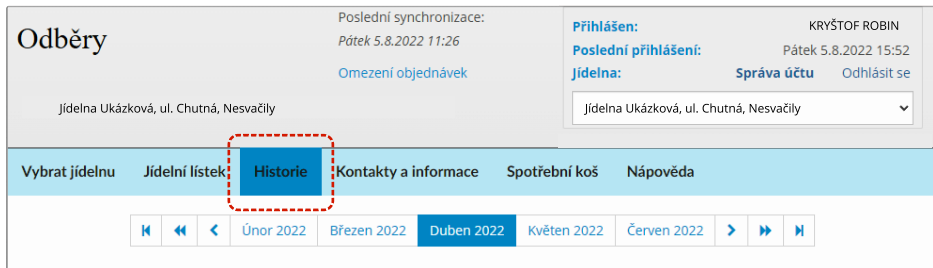 Odběry
Poslední synchronizace:
Pátek 5.8.2022 11:26
Omezení objednávek
Jídelna Ukázková, ul. Chutná, Nesvačily
Přihlášen: KRYŠTOF ROBIN
Poslední přihlášení: Pátek 5.8.2022 15:52
Jídelna: Správa účtu Odhlásit se
Jídelna Ukázková, ul. Chutná, Nesvačily
Vybrat jídelnu Jídelní lístek Historie Kontakty a informace Spotřební koš Nápověda
Únor 2022 Březen 2022 Duben 2022 Květen 2022 Červen 2022